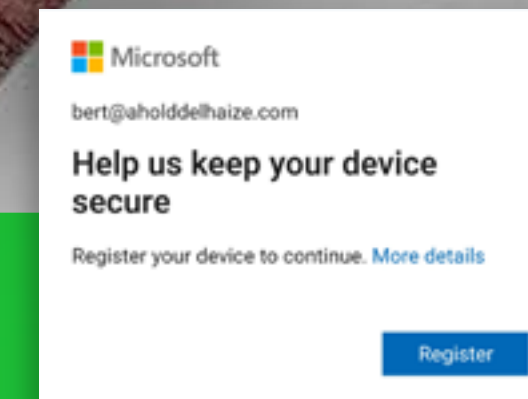 Microsoft
bert@aholddelhaize.com
Help us keep your device
secure
Register your device to continue. More details
Register